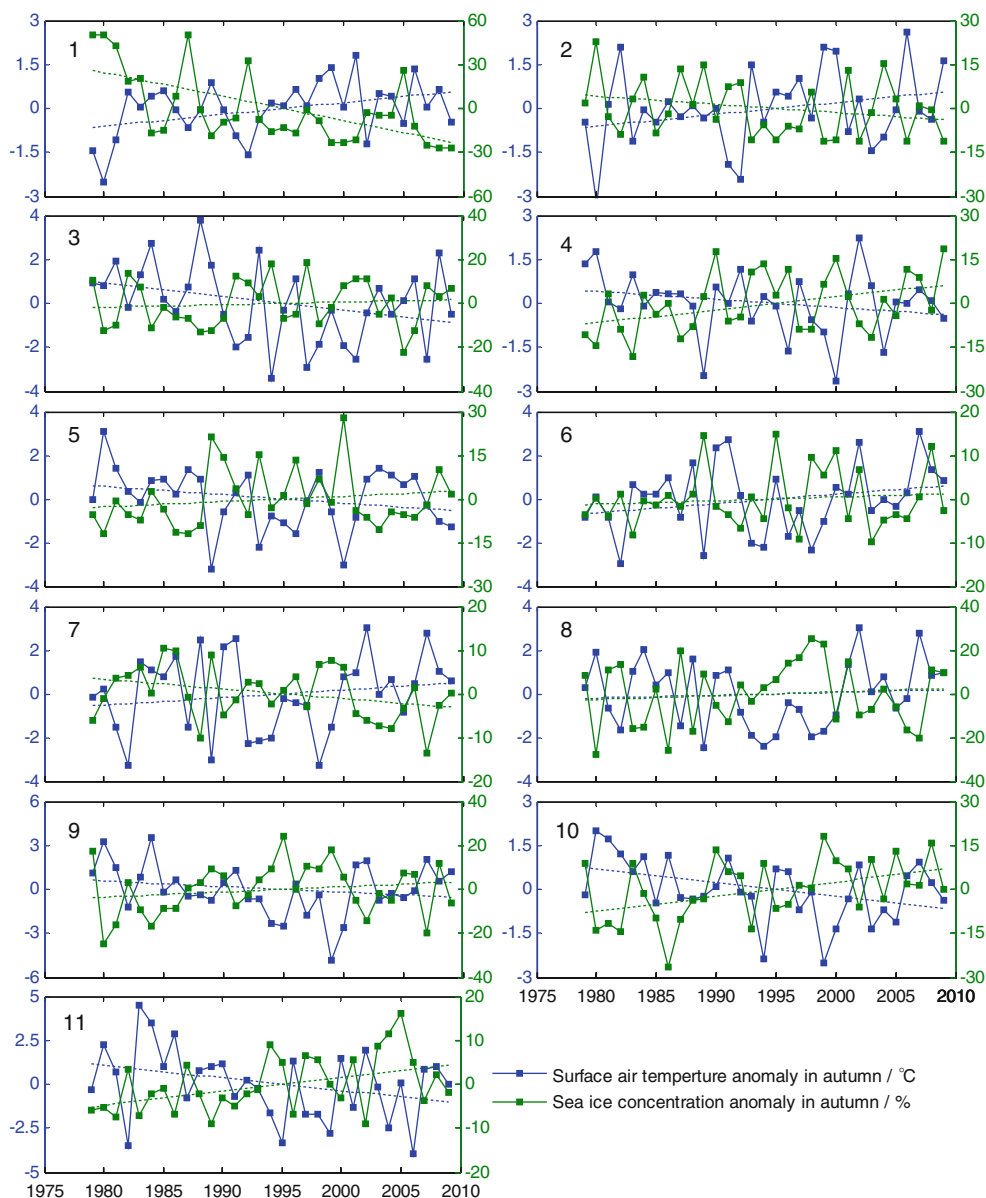 3 60 3 30
1 2
1.5 30 1.5 15
0 0 0 0
-1.5 -30 -1.5 -15
-3 -60 -3 -30
4 40 3 30
3 4
2 20 1.5 15
0 0 0 0
-2 -20 -1.5 -15
-4 -40 -3 -30
4 30 4 20
5 6
2 15 2 10
0 0 0 0
-2 -15 -2 -10
-4 -30 -4 -20
4 20 4 40
7 8
2 10 2 20
0 0 0 0
-2 -10 -2 -20
-4 -20 -4 -40
6 40 3 30
9 10
3 20 1.5 15
0 0 0 0
-3 -20 -1.5 -15
-6 -40 -3 -30
1975 1980 1985 1990 1995 2000 2005 2010
5 20
11
2.5 10
0 0
-2.5 -10
-5 -20
1975 1980 1985 1990 1995 2000 2005 2010
Surface air temperture anomaly in autumn / °C
Sea ice concentration anomaly in autumn / %